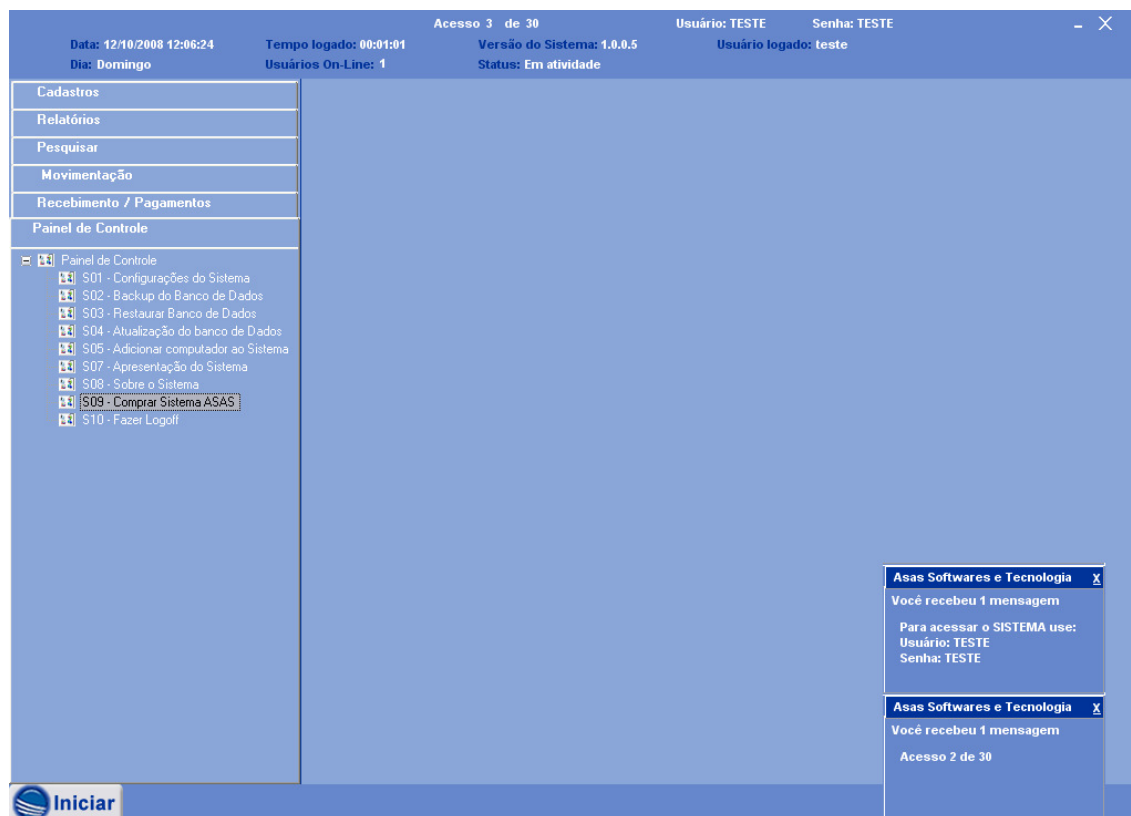 Acesso 3 de 30 Usuário: TESTE Senha: TESTE
Data: 12/10/2008 12:06:24 Tempo logado: 00:01:01 Versão do Sistema: 1.0.0.5 Usuário logado: teste
Dia: Domingo Usuários On-Line: 1 Status: Em atividade
Cadastros
Relatórios
Pesquisar
Movimentação
Recebimento / Pagamentos
Painel de Controle
Painel de Controle
S01 - Configurações do Sistema
S02 - Backup do Banco de Dados
S03 - Restaurar Banco de Dados
S04 - Atualização do banco de Dados
S05 - Adicionar computador ao Sistema
S07 - Apresentação do Sistema
S08 - Sobre o Sistema
S09 - Comprar Sistema ASAS
S10 - Fazer Logoff
Asas Softwares e Tecnologia X
Você recebeu 1 mensagem
Para acessar o SISTEMA use:
Usuário: TESTE
Senha: TESTE
Asas Softwares e Tecnologia X
Você recebeu 1 mensagem
Acesso 2 de 30
Iniciar